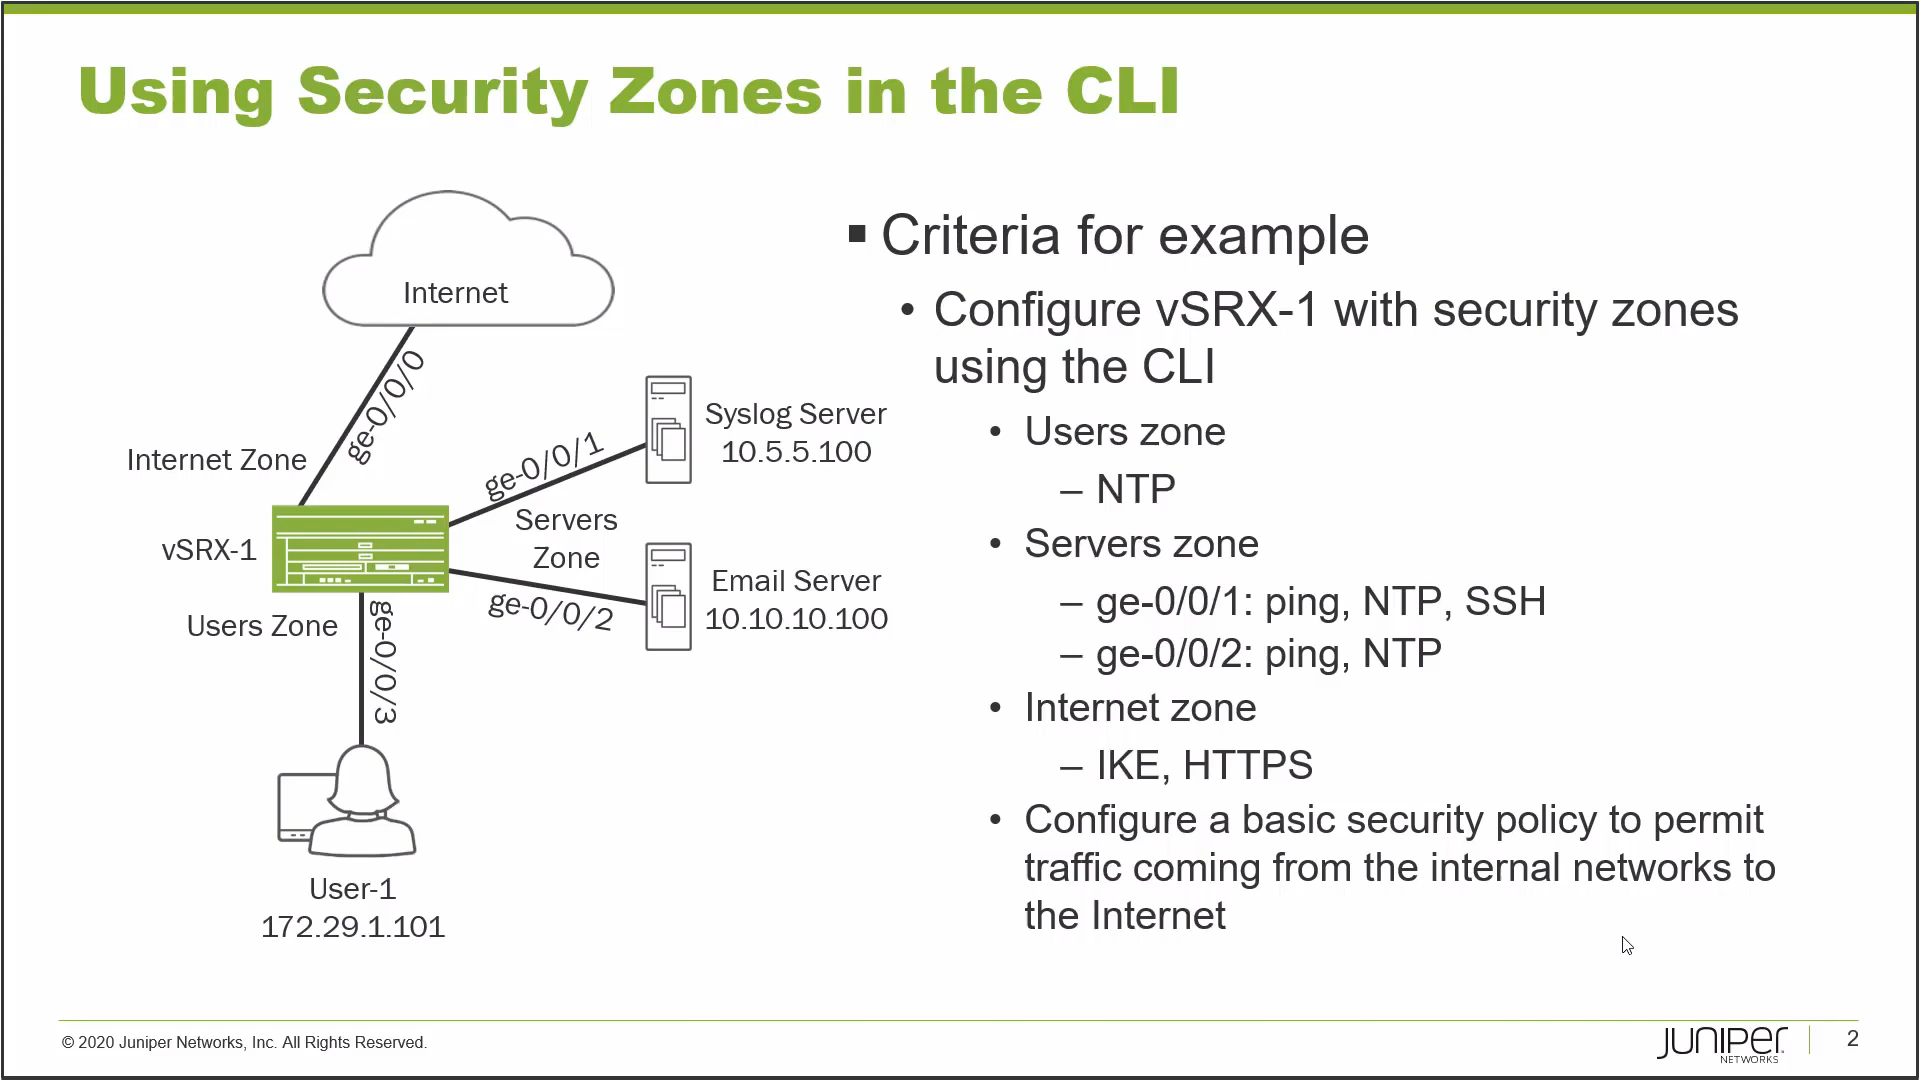 Using Security Zones in the CLI
Internet
ge-0/0/0
Internet Zone
ge-0/0/1
Syslog Server
10.5.5.100
Servers
Zone
vSRX-1
ge-0/0/2
Email Server
10.10.10.100
Users Zone
ge-0/0/3
User-1
172.29.1.101
▪ Criteria for example
• Configure vSRX-1 with security zones
using the CLI
• Users zone
– NTP
• Servers zone
– ge-0/0/1: ping, NTP, SSH
– ge-0/0/2: ping, NTP
• Internet zone
– IKE, HTTPS
• Configure a basic security policy to permit
traffic coming from the internal networks to
the Internet
© 2020 Juniper Networks, Inc. All Rights Reserved.
JUNIPER
NETWORKS
2